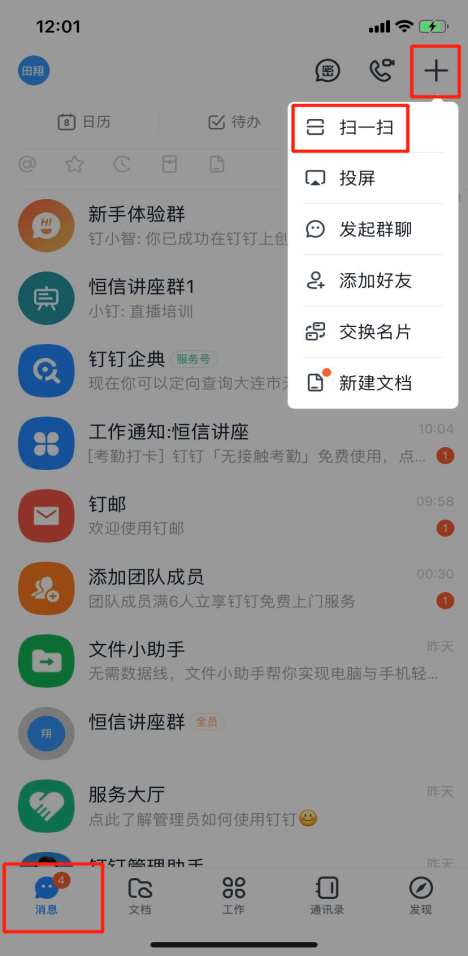 12:01
田翔
密
8 日历
待办
扫一扫
投屏
发起群聊
添加好友
交换名片
新建文档
HI
新手体验群
钉小智: 你已成功在钉钉上创
恒信讲座群1
小钉: 直播培训
钉钉企典 服务号
现在你可以定向查询大连市
工作通知:恒信讲座 10:04
[考勤打卡] 钉钉「无接触考勤」免费使用，点... 1
钉邮 09:58
欢迎使用钉邮 1
添加团队成员 00:30
团队成员满6人立享钉钉免费上门服务 1
文件小助手 昨天
无需数据线，文件小助手帮你实现电脑与手机轻...
翔 恒信讲座群 全员
服务大厅 昨天
点此了解管理员如何使用钉钉
钉钉管理助手 昨天
4
消息 文档 工作 通讯录 发现